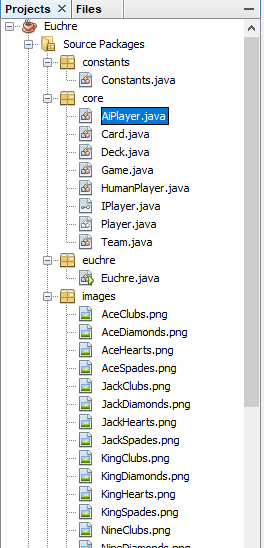 Projects Files
Euchre
Source Packages
constants
Constants.java
core
AiPlayer.java
Card.java
Deck.java
Game.java
HumanPlayer.java
IPlayer.java
Player.java
Team.java
euchre
Euchre.java
images
AceClubs.png
AceDiamonds.png
AceHearts.png
AceSpades.png
JackClubs.png
JackDiamonds.png
JackHearts.png
JackSpades.png
KingClubs.png
KingDiamonds.png
KingHearts.png
KingSpades.png
NineClubs.png
NineDiamonds.png